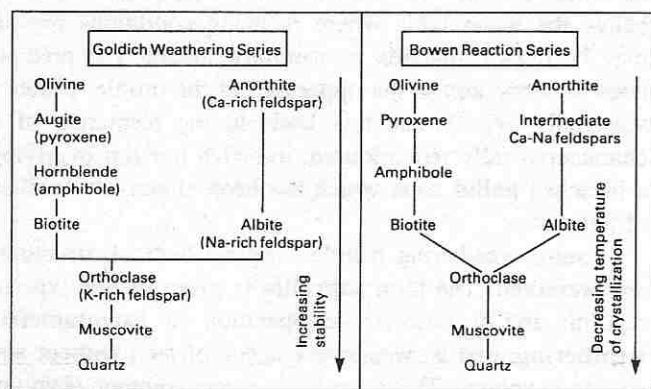 Goldich Weathering Series
Olivine
Anorthite
(Ca-rich feldspar)
Augite
(pyroxene)
Hornblende
(amphibole)
Biotite
Albite
(Na-rich feldspar)
Orthoclase
(K-rich feldspar)
Muscovite
Quartz
Increasing
stability
Bowen Reaction Series
Olivine
Anorthite
Pyroxene
Intermediate
Ca-Na feldspars
Amphibole
Biotite
Albite
Orthoclase
Muscovite
Quartz
Decreasing temperature
of crystallization